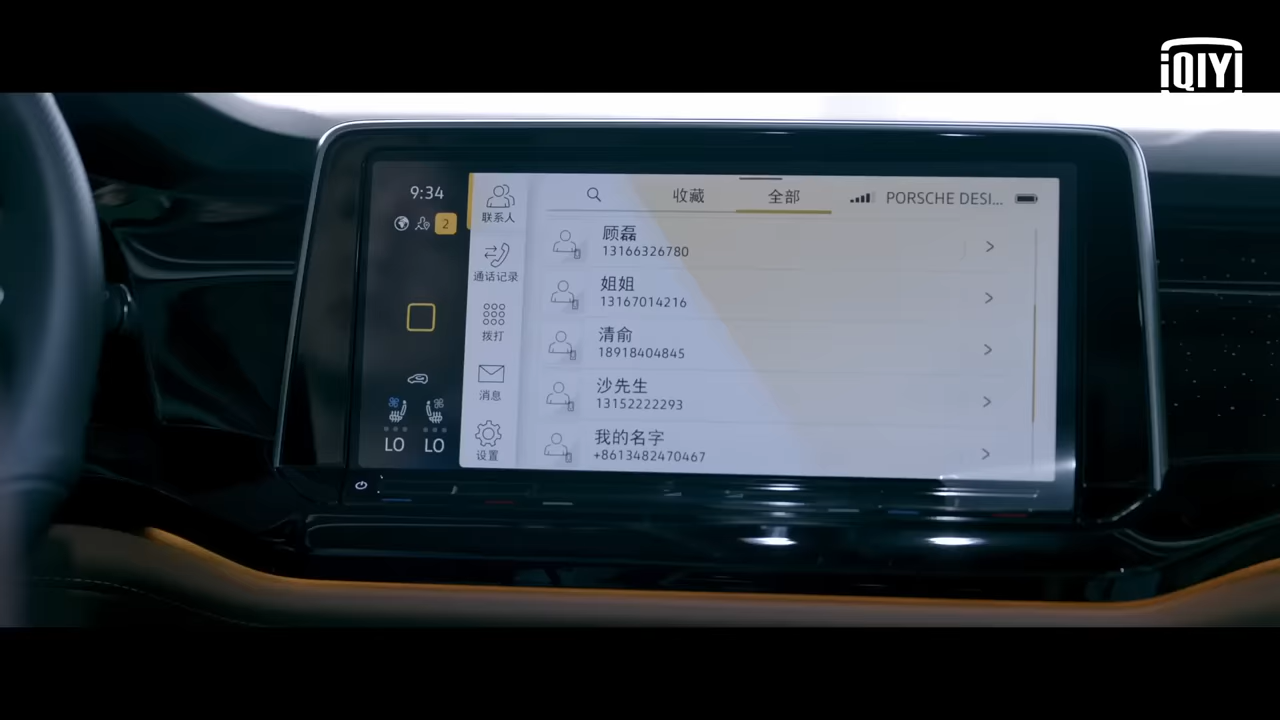 iQIYI
9:34
2
LO LO
联系人
通话记录
拨打
消息
设置
收藏 全部 PORSCHE DESI...
顾磊
13166326780
姐姐
13167014216
清俞
18918404845
沙先生
13152222293
我的名字
+8613482470467